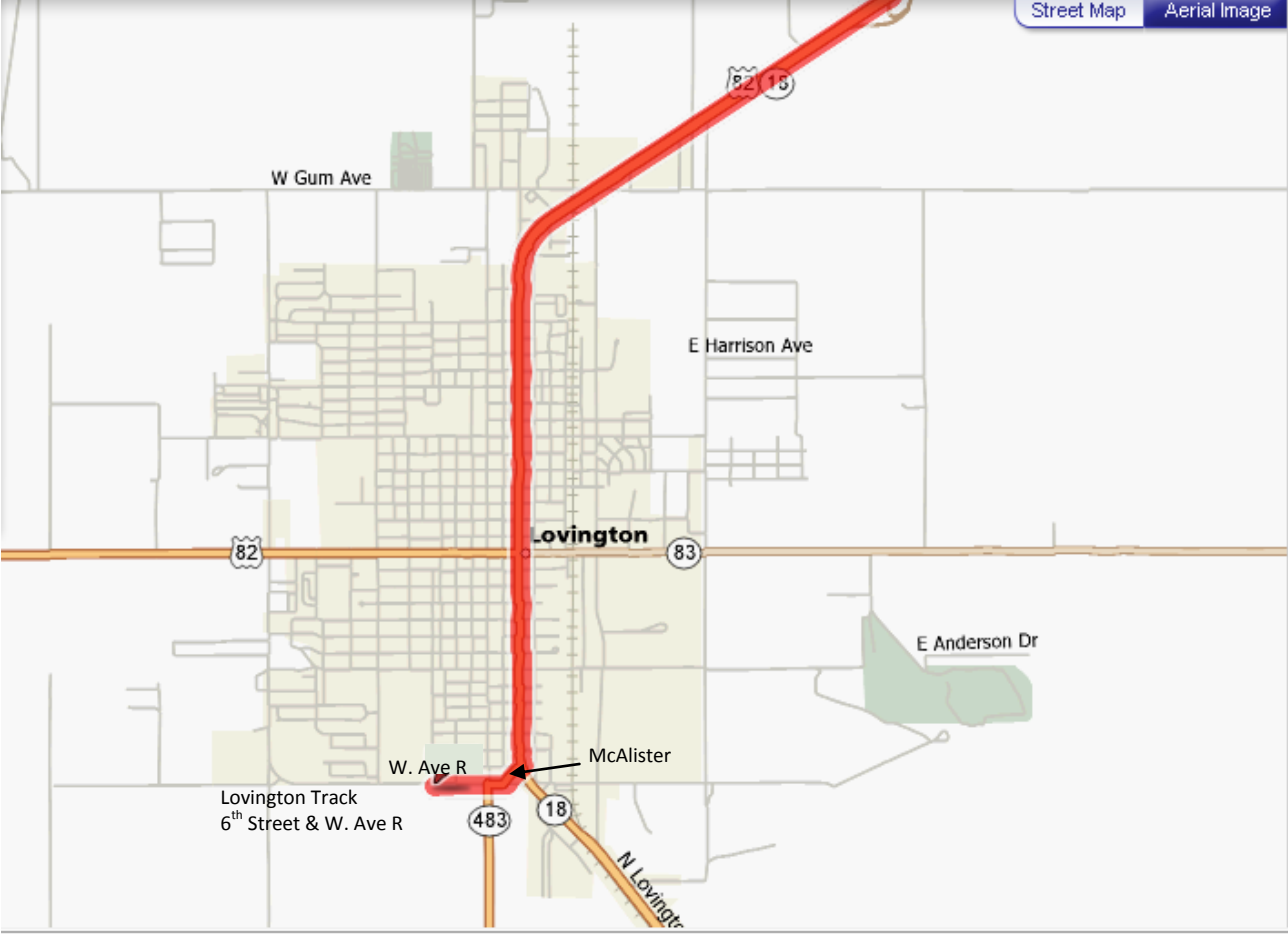 Street Map
Aerial Image
82 18
W Gum Ave
E Harrison Ave
Lovington
82
83
E Anderson Dr
McAlister
W. Ave R
Lovington Track
6th Street & W. Ave R
483
18
N Lovingto